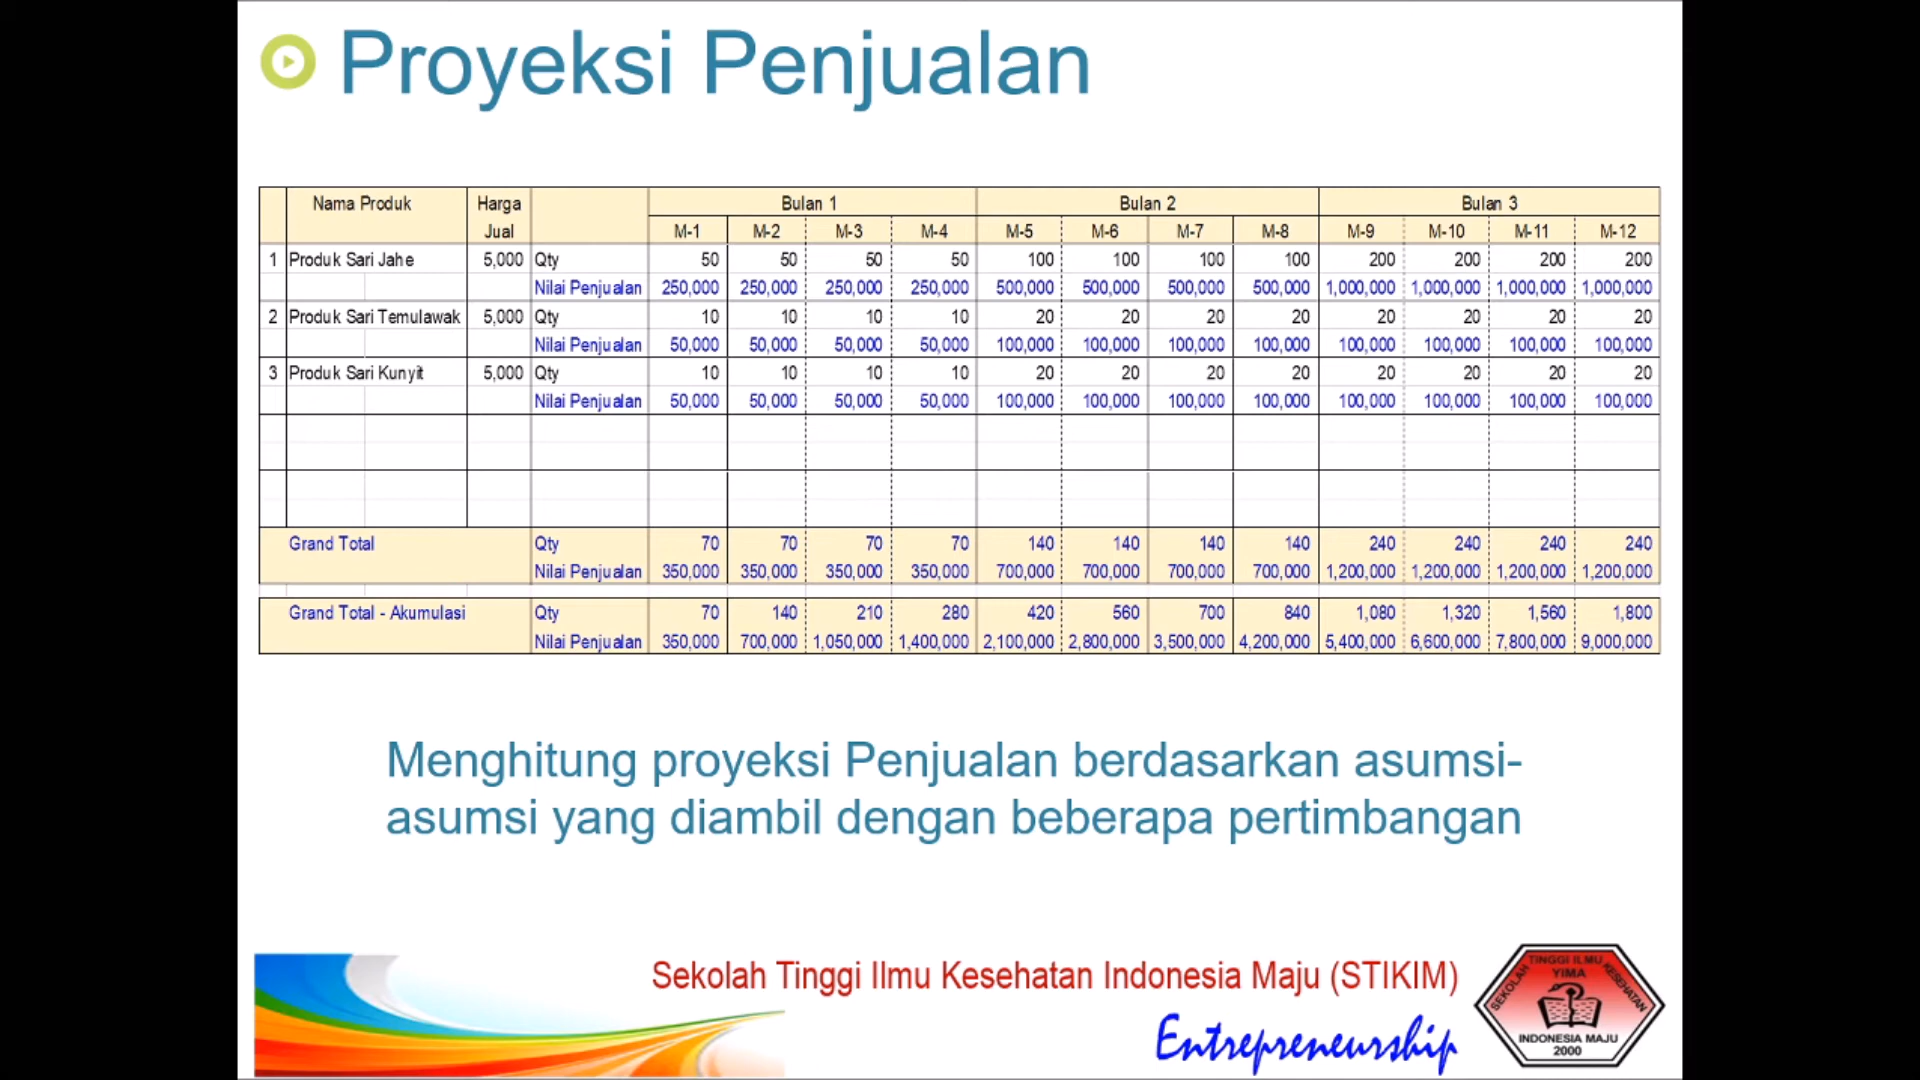 Proyeksi Penjualan
Nama Produk Harga Jual Bulan 1 Bulan 2 Bulan 3
M-1 M-2 M-3 M-4 M-5 M-6 M-7 M-8 M-9 M-10 M-11 M-12
1 Produk Sari Jahe 5,000 Qty 50 50 50 50 100 100 100 100 200 200 200 200
Nilai Penjualan 250,000 250,000 250,000 250,000 500,000 500,000 500,000 500,000 1,000,000 1,000,000 1,000,000 1,000,000
2 Produk Sari Temulawak 5,000 Qty 10 10 10 10 20 20 20 20 20 20 20 20
Nilai Penjualan 50,000 50,000 50,000 50,000 100,000 100,000 100,000 100,000 100,000 100,000 100,000 100,000
3 Produk Sari Kunyit 5,000 Qty 10 10 10 10 20 20 20 20 20 20 20 20
Nilai Penjualan 50,000 50,000 50,000 50,000 100,000 100,000 100,000 100,000 100,000 100,000 100,000 100,000
Grand Total Qty 70 70 70 70 140 140 140 140 240 240 240 240
Nilai Penjualan 350,000 350,000 350,000 350,000 700,000 700,000 700,000 700,000 1,200,000 1,200,000 1,200,000 1,200,000
Grand Total - Akumulasi Qty 70 140 210 280 420 560 700 840 1,080 1,320 1,560 1,800
Nilai Penjualan 350,000 700,000 1,050,000 1,400,000 2,100,000 2,800,000 3,500,000 4,200,000 5,400,000 6,600,000 7,800,000 9,000,000
Menghitung proyeksi Penjualan berdasarkan asumsi-
asumsi yang diambil dengan beberapa pertimbangan
Sekolah Tinggi Ilmu Kesehatan Indonesia Maju (STIKIM)
Entrepreneurship
SEKOLAH TINGGI ILMU KESEHATAN
YIMA
INDONESIA MAJU
2000